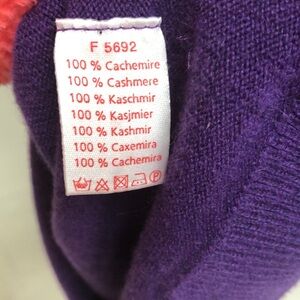 F 5692
100 % Cachemire
100 % Cashmere
100 % Kaschmir
100 % Kasjmier
100 % Kashmir
100 % Caxemira
100 % Cachemira
P